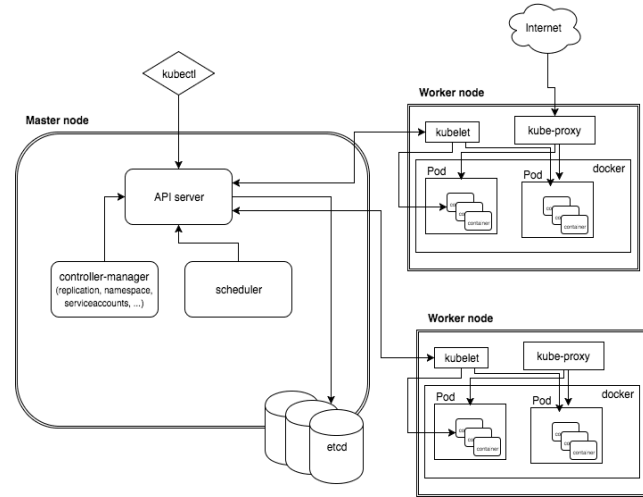 Internet
kubectl
Worker node
Master node
kubelet
kube-proxy
docker
Pod
Pod
container
container
API server
controller-manager
(replication, namespace,
serviceaccounts, ...)
scheduler
Worker node
kubelet
kube-proxy
docker
Pod
Pod
container
container
etcd